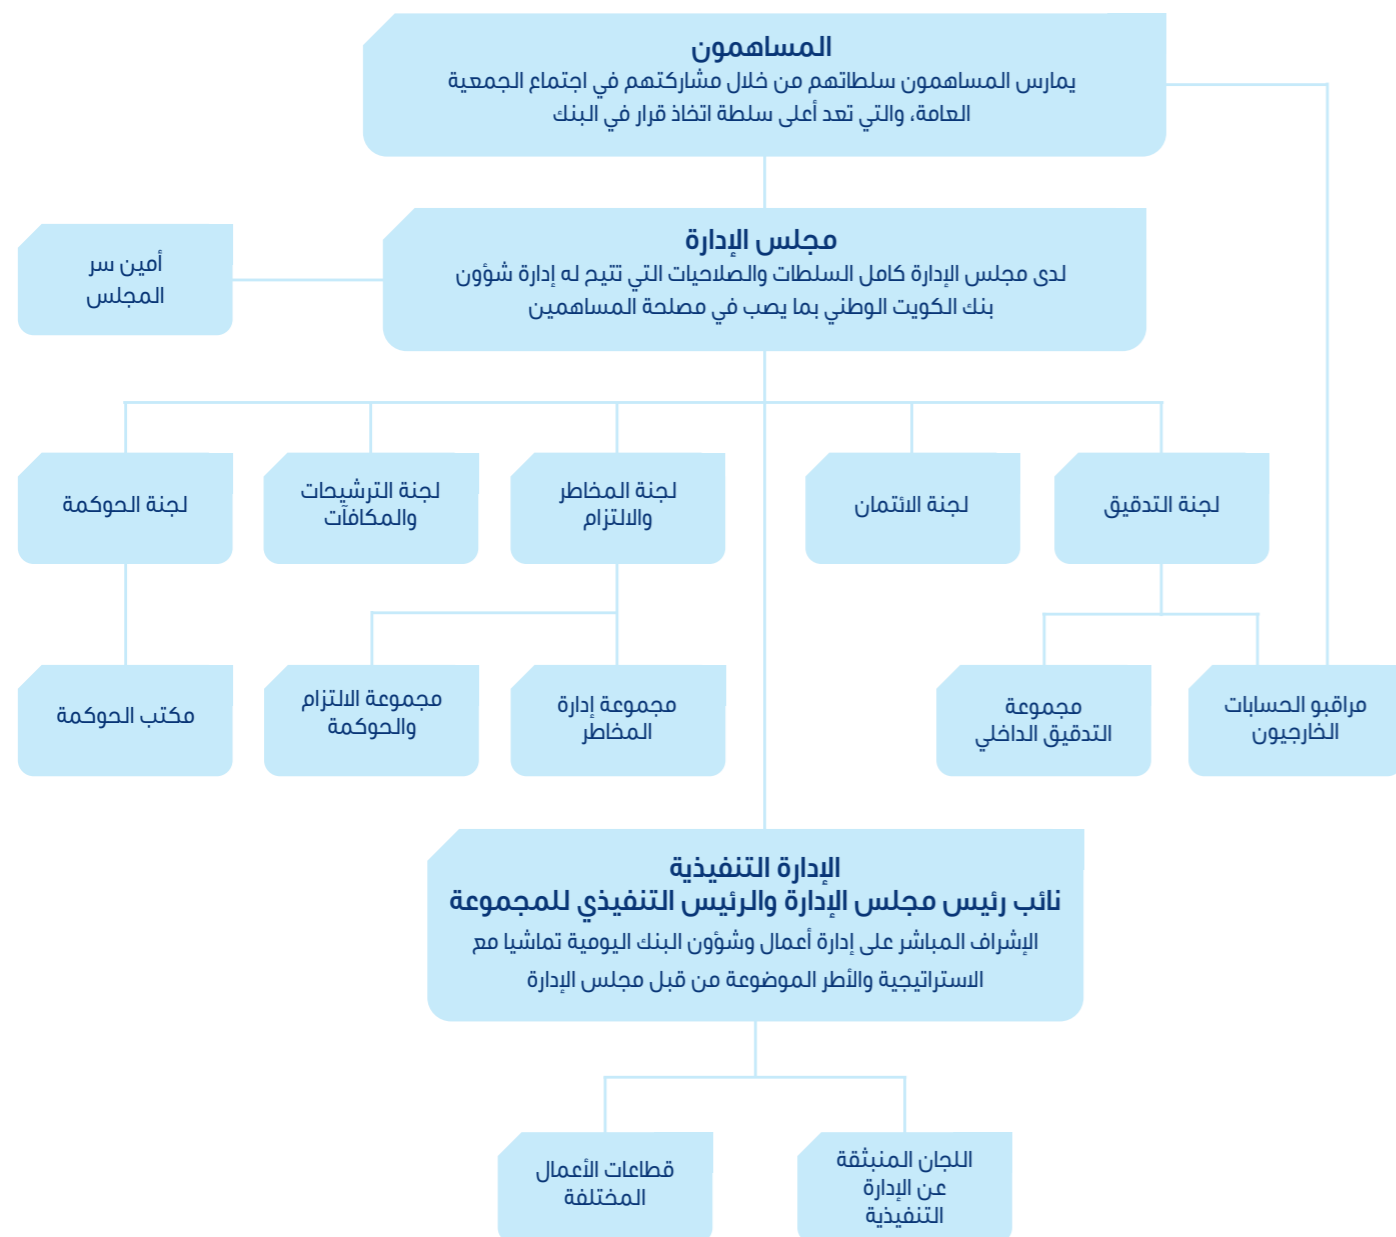 المساهمون
يمارس المساهمون سلطاتهم من خلال مشاركتهم في اجتماع الجمعية
العامة، والتي تعد أعلى سلطة اتخاذ قرار في البنك
مجلس الإدارة
لدى مجلس الإدارة كامل السلطات والصلاحيات التي تتيح له إدارة شؤون
بنك الكويت الوطني بما يصب في مصلحة المساهمين
أمين سر
المجلس
لجنة التدقيق
لجنة الائتمان
لجنة المخاطر
والالتزام
لجنة الترشيحات
والمكافآت
لجنة الحوكمة
مراقبو الحسابات
الخارجيون
مجموعة
التدقيق الداخلي
مجموعة إدارة
المخاطر
مجموعة الالتزام
والحوكمة
مكتب الحوكمة
الإدارة التنفيذية
نائب رئيس مجلس الإدارة والرئيس التنفيذي للمجموعة
الإشراف المباشر على إدارة أعمال وشؤون البنك اليومية تماشيا مع
الاستراتيجية والأطر الموضوعة من قبل مجلس الإدارة
اللجان المنبثقة
عن الإدارة
التنفيذية
قطاعات الأعمال
المختلفة